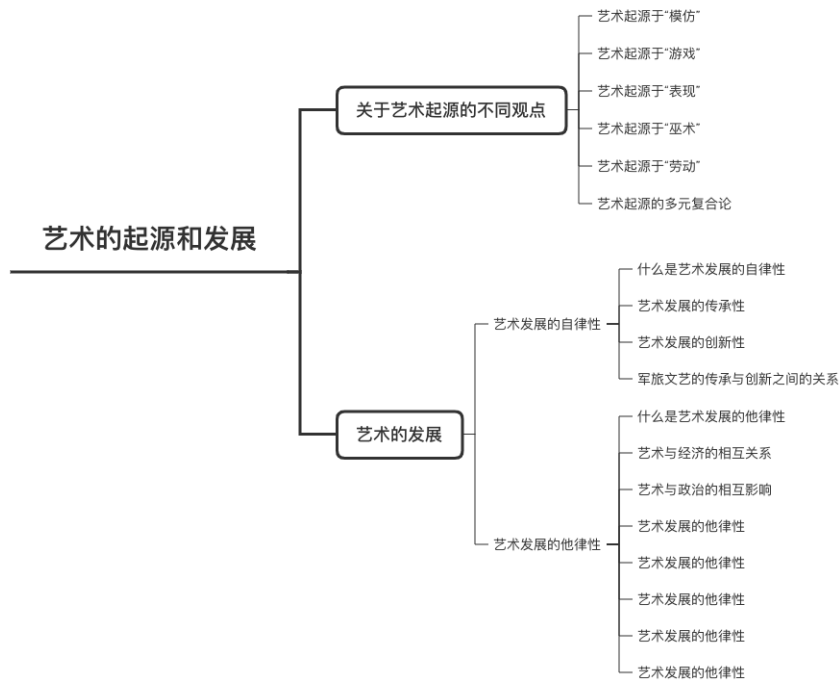 艺术的起源和发展
关于艺术起源的不同观点
艺术起源于“模仿”
艺术起源于“游戏”
艺术起源于“表现”
艺术起源于“巫术”
艺术起源于“劳动”
艺术起源的多元复合论
艺术的发展
艺术发展的自律性
什么是艺术发展的自律性
艺术发展的传承性
艺术发展的创新性
军旅文艺的传承与创新之间的关系
艺术发展的他律性
什么是艺术发展的他律性
艺术与经济的相互关系
艺术与政治的相互影响
艺术发展的他律性
艺术发展的他律性
艺术发展的他律性
艺术发展的他律性
艺术发展的他律性